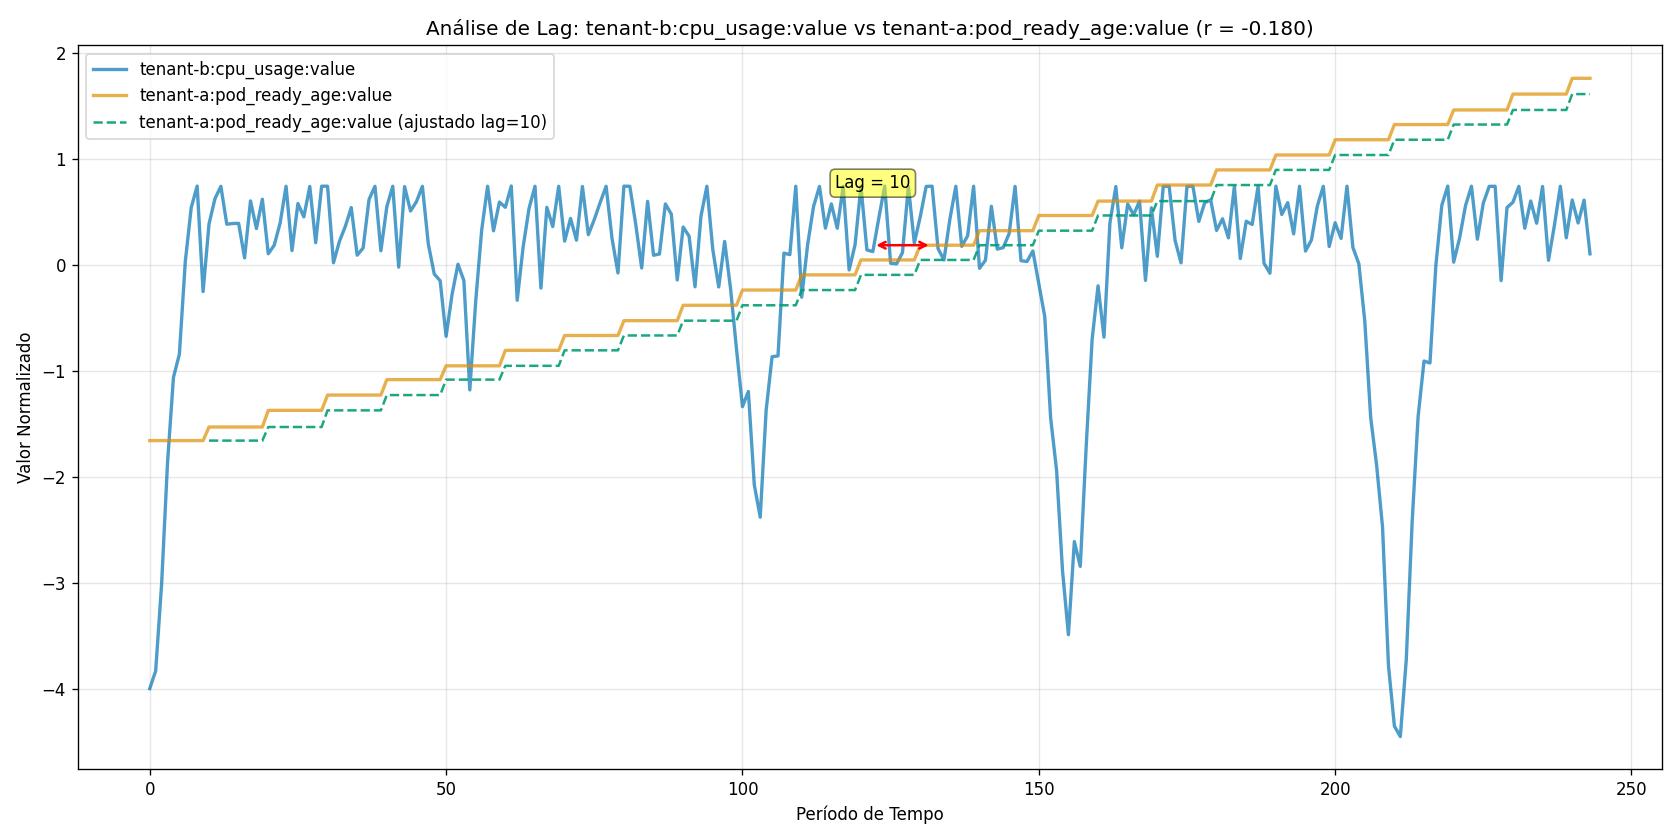 Análise de Lag: tenant-b:cpu_usage:value vs tenant-a:pod_ready_age:value (r = -0.180)
tenant-b:cpu_usage:value
tenant-a:pod_ready_age:value
tenant-a:pod_ready_age:value (ajustado lag=10)
Lag = 10
Valor Normalizado
2
1
0
−1
−2
−3
−4
0
50
100
150
200
250
Período de Tempo